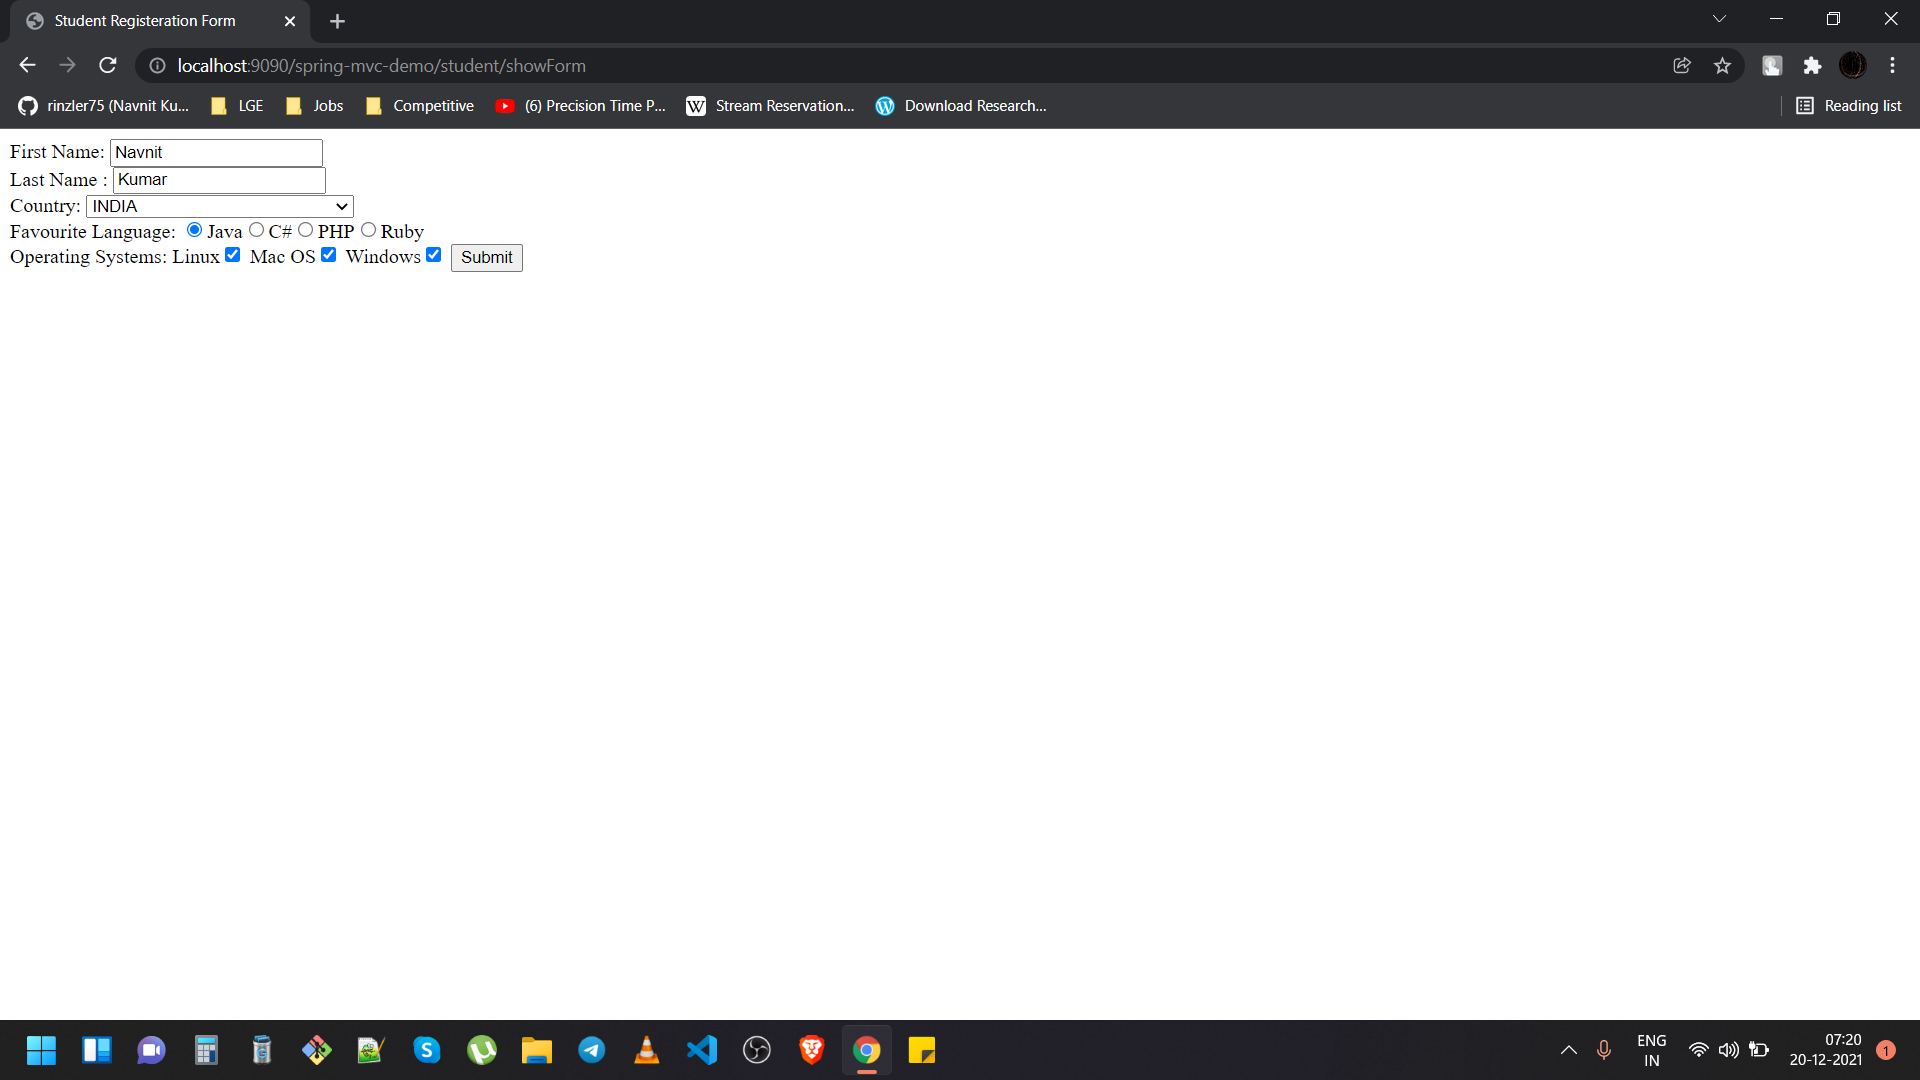 Student Registeration Form
localhost:9090/spring-mvc-demo/student/showForm
rinzler75 (Navnit Ku... LGE Jobs Competitive (6) Precision Time P... W Stream Reservation... Download Research... Reading list
First Name: Navnit
Last Name : Kumar
Country: INDIA
Favourite Language: Java C# PHP Ruby
Operating Systems: Linux Mac OS Windows Submit
ENG 07:20
IN 20-12-2021 1